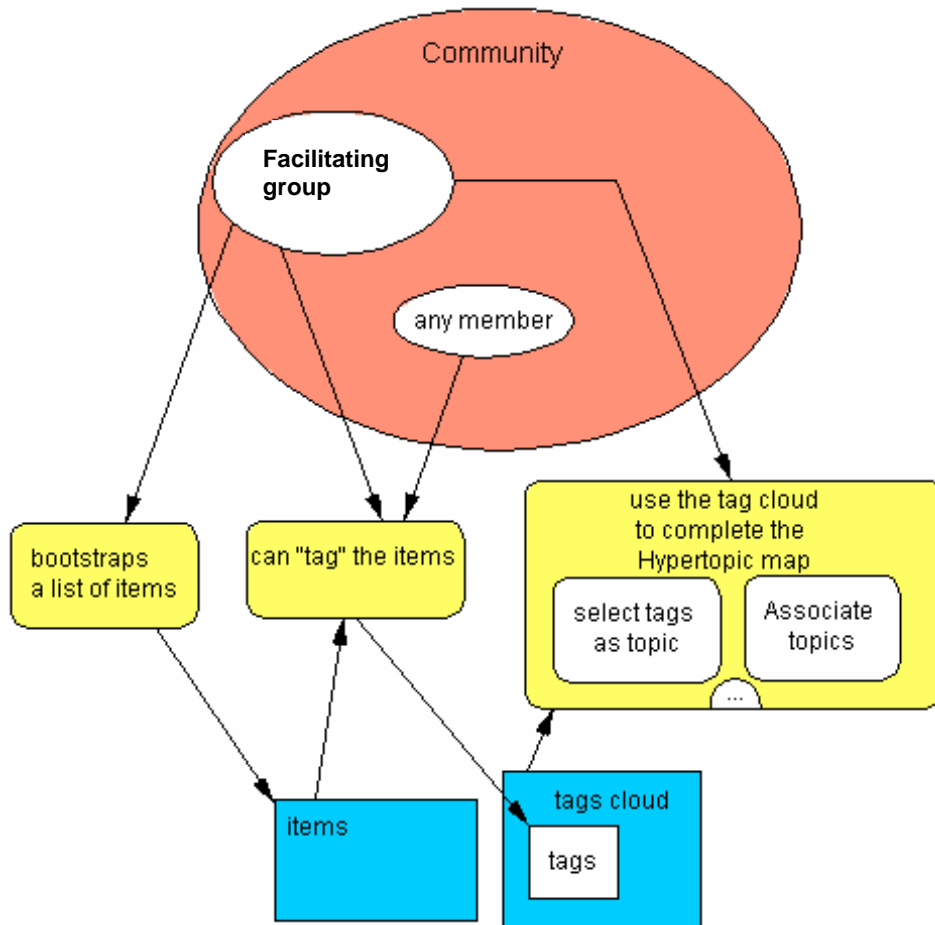 Community
Facilitating
group
any member
bootstraps
a list of items
can "tag" the items
use the tag cloud
to complete the
Hypertopic map
select tags
as topic
Associate
topics
...
items
tags cloud
tags